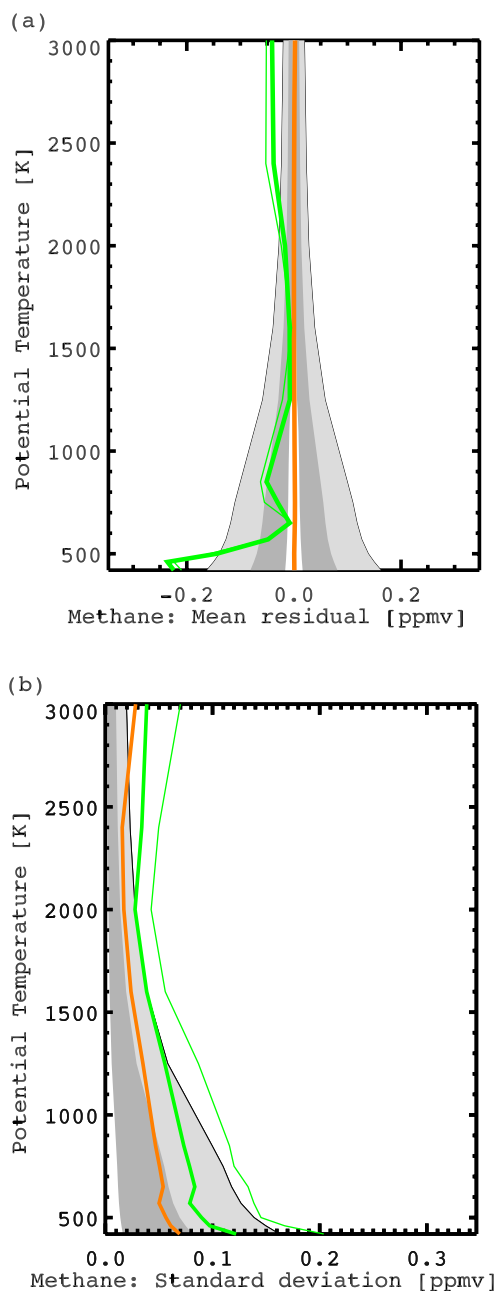 (a)
3000
2500
2000
1500
1000
500
Potential Temperature [K]
-0.2 0.0 0.2
Methane: Mean residual [ppmv]
(b)
3000
2500
2000
1500
1000
500
Potential Temperature [K]
0.0 0.1 0.2 0.3
Methane: Standard deviation [ppmv]